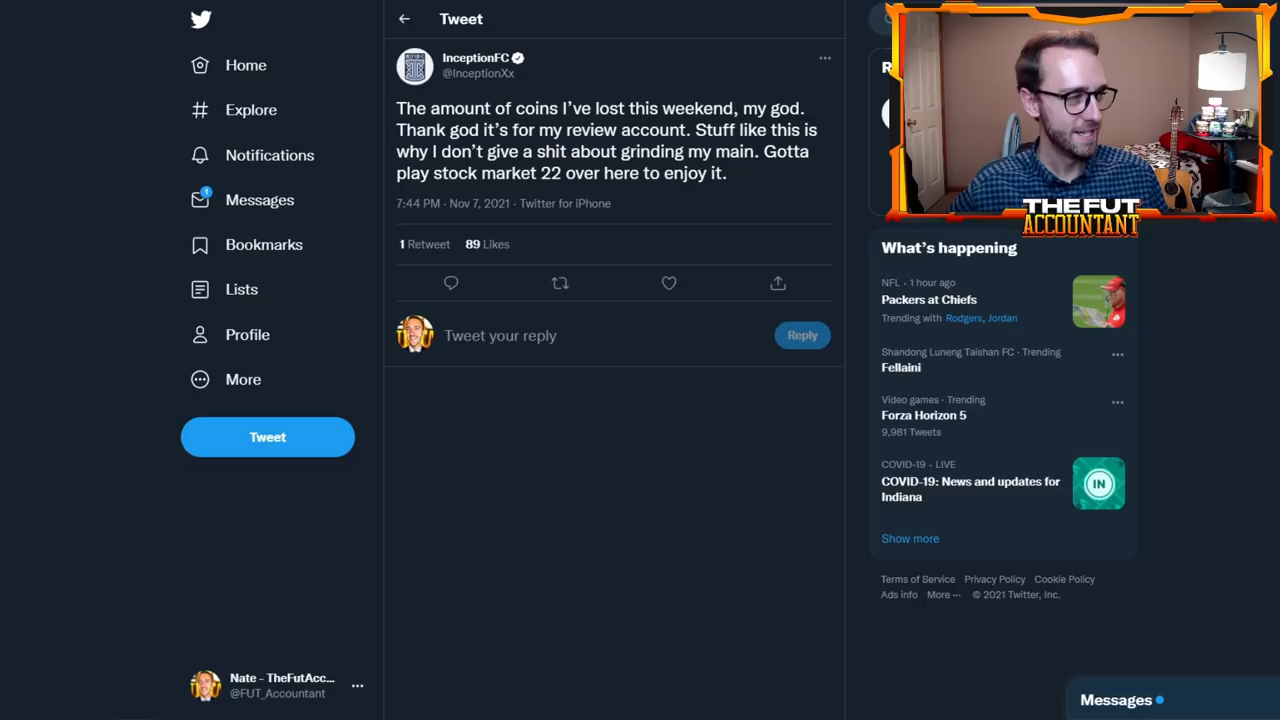 Home
Explore
Notifications
1
Messages
Bookmarks
Lists
Profile
More
Tweet
Nate - TheFutAcc...
@FUT_Accountant
Tweet
InceptionFC
@InceptionXx
The amount of coins I've lost this weekend, my god.
Thank god it's for my review account. Stuff like this is
why I don't give a shit about grinding my main. Gotta
play stock market 22 over here to enjoy it.
7:44 PM · Nov 7, 2021 · Twitter for iPhone
1 Retweet 89 Likes
Tweet your reply
Reply
R
THE FUT
ACCOUNTANT
What's happening
NFL · 1 hour ago
Packers at Chiefs
Trending with Rodgers, Jordan
Shandong Luneng Taishan FC · Trending
Fellaini
Video games · Trending
Forza Horizon 5
9,981 Tweets
COVID-19 · LIVE
COVID-19: News and updates for
Indiana
IN
Show more
Terms of Service Privacy Policy Cookie Policy
Ads info More ··· © 2021 Twitter, Inc.
Messages